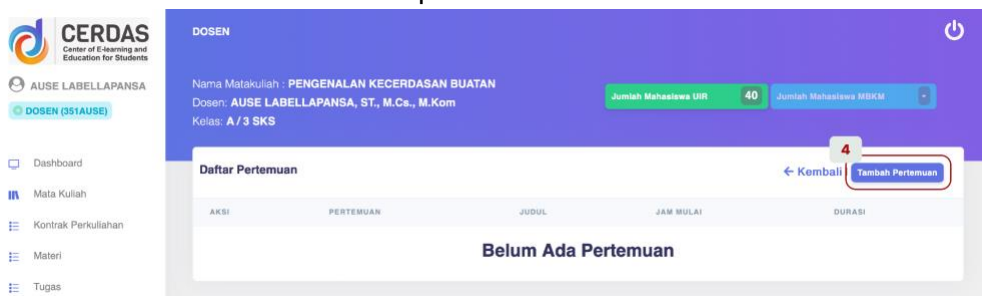 CERDAS
Center of E-learning and
Education for Students
AUSE LABELLAPANSA
DOSEN (351AUSE)
Dashboard
Mata Kuliah
Kontrak Perkuliahan
Materi
Tugas
DOSEN
Nama Matakuliah : PENGENALAN KECERDASAN BUATAN
Dosen: AUSE LABELLAPANSA, ST., M.Cs., M.Kom
Kelas: A / 3 SKS
Jumlah Mahasiswa UIR 40
Jumlah Mahasiswa MBKM -
4
Daftar Pertemuan
← Kembali Tambah Pertemuan
AKSI PERTEMUAN JUDUL JAM MULAI DURASI
Belum Ada Pertemuan